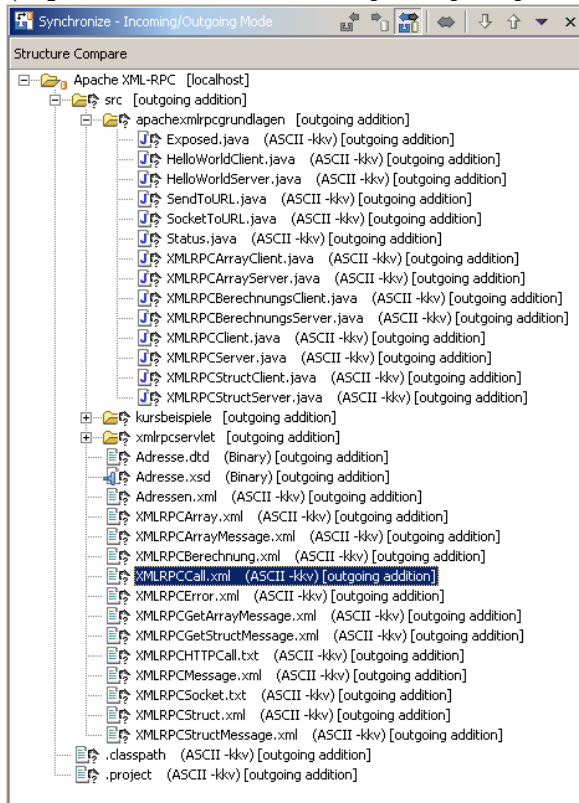 Synchronize - Incoming/Outgoing Mode
Structure Compare
Apache XML-RPC [localhost]
src [outgoing addition]
apachexmlrpcgrundlagen [outgoing addition]
Exposed.java (ASCII -kkv) [outgoing addition]
HelloWorldClient.java (ASCII -kkv) [outgoing addition]
HelloWorldServer.java (ASCII -kkv) [outgoing addition]
SendToURL.java (ASCII -kkv) [outgoing addition]
SocketToURL.java (ASCII -kkv) [outgoing addition]
Status.java (ASCII -kkv) [outgoing addition]
XMLRPCArrayClient.java (ASCII -kkv) [outgoing addition]
XMLRPCArrayServer.java (ASCII -kkv) [outgoing addition]
XMLRPCBerechnungsClient.java (ASCII -kkv) [outgoing addition]
XMLRPCBerechnungsServer.java (ASCII -kkv) [outgoing addition]
XMLRPCClient.java (ASCII -kkv) [outgoing addition]
XMLRPCServer.java (ASCII -kkv) [outgoing addition]
XMLRPCStructClient.java (ASCII -kkv) [outgoing addition]
XMLRPCStructServer.java (ASCII -kkv) [outgoing addition]
kursbeispiele [outgoing addition]
xmlrpcservlet [outgoing addition]
Adresse.dtd (Binary) [outgoing addition]
Adresse.xsd (Binary) [outgoing addition]
Adressen.xml (ASCII -kkv) [outgoing addition]
XMLRPCArray.xml (ASCII -kkv) [outgoing addition]
XMLRPCArrayMessage.xml (ASCII -kkv) [outgoing addition]
XMLRPCBerechnung.xml (ASCII -kkv) [outgoing addition]
XMLRPCCall.xml (ASCII -kkv) [outgoing addition]
XMLRPCError.xml (ASCII -kkv) [outgoing addition]
XMLRPCGetArrayMessage.xml (ASCII -kkv) [outgoing addition]
XMLRPCGetStructMessage.xml (ASCII -kkv) [outgoing addition]
XMLRPCHTTPCall.txt (ASCII -kkv) [outgoing addition]
XMLRPCMessage.xml (ASCII -kkv) [outgoing addition]
XMLRPCSocket.txt (ASCII -kkv) [outgoing addition]
XMLRPCStruct.xml (ASCII -kkv) [outgoing addition]
XMLRPCStructMessage.xml (ASCII -kkv) [outgoing addition]
.classpath (ASCII -kkv) [outgoing addition]
.project (ASCII -kkv) [outgoing addition]